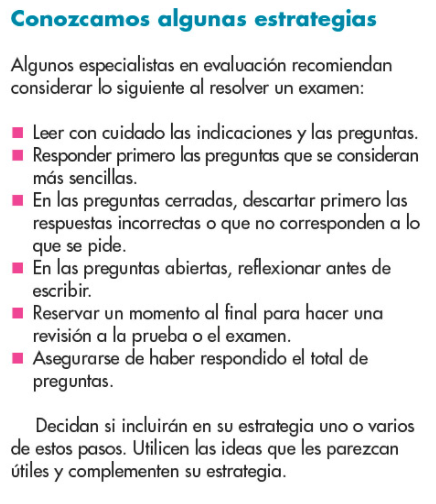 Conozcamos algunas estrategias
Algunos especialistas en evaluación recomiendan
considerar lo siguiente al resolver un examen:
■ Leer con cuidado las indicaciones y las preguntas.
■ Responder primero las preguntas que se consideran
más sencillas.
■ En las preguntas cerradas, descartar primero las
respuestas incorrectas o que no corresponden a lo
que se pide.
■ En las preguntas abiertas, reflexionar antes de
escribir.
■ Reservar un momento al final para hacer una
revisión a la prueba o el examen.
■ Asegurarse de haber respondido el total de
preguntas.
Decidan si incluirán en su estrategia uno o varios
de estos pasos. Utilicen las ideas que les parezcan
útiles y complementen su estrategia.